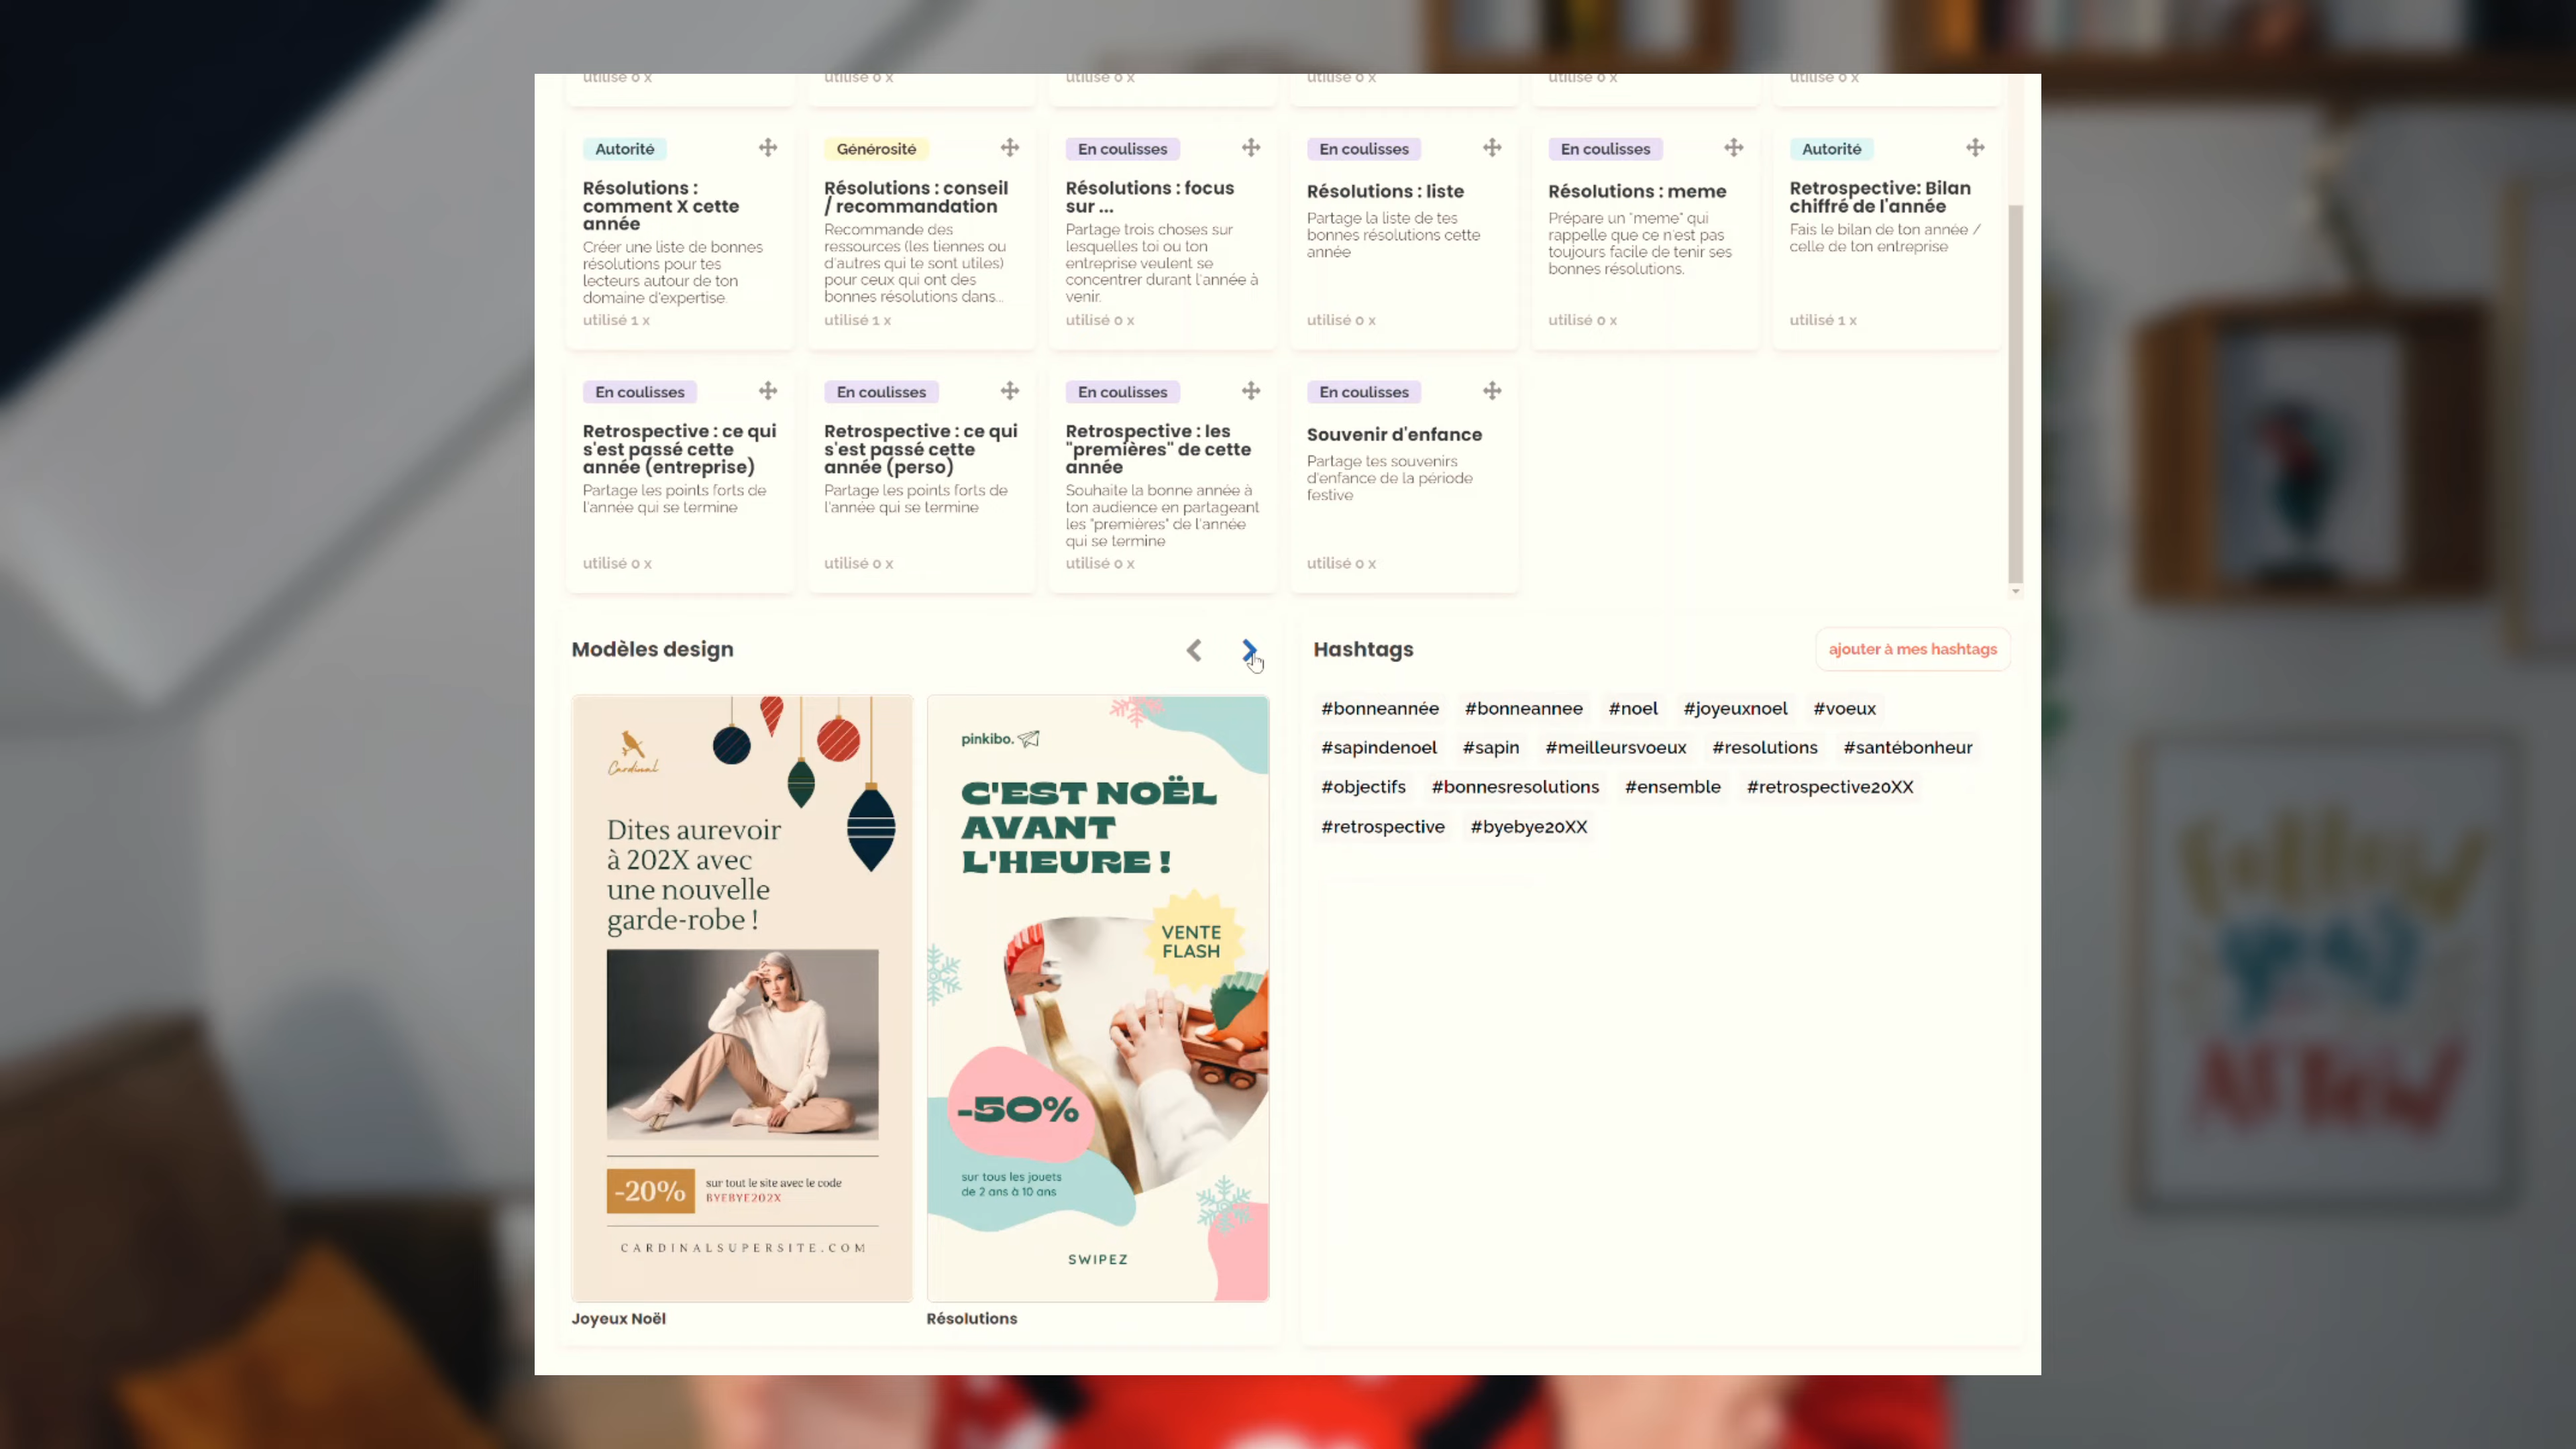 utilisé 0 x
utilisé 0 x
utilisé 0 x
utilisé 0 x
utilisé 0 x
utilisé 0 x
Autorité
Résolutions :
comment X cette
année
Créer une liste de bonnes
résolutions pour tes
lecteurs autour de ton
domaine d'expertise.
utilisé 1 x
Générosité
Résolutions : conseil
/ recommandation
Recommande des
ressources (les tiennes ou
d'autres qui te sont utiles)
pour ceux qui ont des
bonnes résolutions dans...
utilisé 1 x
En coulisses
Résolutions : focus
sur ...
Partage trois choses sur
lesquelles toi ou ton
entreprise veulent se
concentrer durant l'année à
venir.
utilisé 0 x
En coulisses
Résolutions : liste
Partage la liste de tes
bonnes résolutions cette
année
utilisé 0 x
En coulisses
Résolutions : meme
Prépare un "meme" qui
rappelle que ce n'est pas
toujours facile de tenir ses
bonnes résolutions.
utilisé 0 x
Autorité
Retrospective: Bilan
chiffré de l'année
Fais le bilan de ton année /
celle de ton entreprise
utilisé 1 x
En coulisses
Retrospective : ce qui
s'est passé cette
année (entreprise)
Partage les points forts de
l'année qui se termine
utilisé 0 x
En coulisses
Retrospective : ce qui
s'est passé cette
année (perso)
Partage les points forts de
l'année qui se termine
utilisé 0 x
En coulisses
Retrospective : les
"premières" de cette
année
Souhaite la bonne année à
ton audience en partageant
les "premières" de l'année
qui se termine
utilisé 0 x
En coulisses
Souvenir d'enfance
Partage tes souvenirs
d'enfance de la période
festive
utilisé 0 x
Modèles design
Cardinal
Dites aurevoir
à 202X avec
une nouvelle
garde-robe !
-20%
sur tout le site avec le code
BYEBYE202X
CARDINALSUPERSITE.COM
Joyeux Noël
pinkibo.
C'EST NOËL
AVANT
L'HEURE !
VENTE
FLASH
-50%
sur tous les jouets
de 2 ans à 10 ans
SWIPEZ
Résolutions
Hashtags
ajouter à mes hashtags
#bonneannée #bonneannee #noel #joyeuxnoel #voeux
#sapindenoel #sapin #meilleursvoeux #resolutions #santébonheur
#objectifs #bonnesresolutions #ensemble #retrospective20XX
#retrospective #byebye20XX